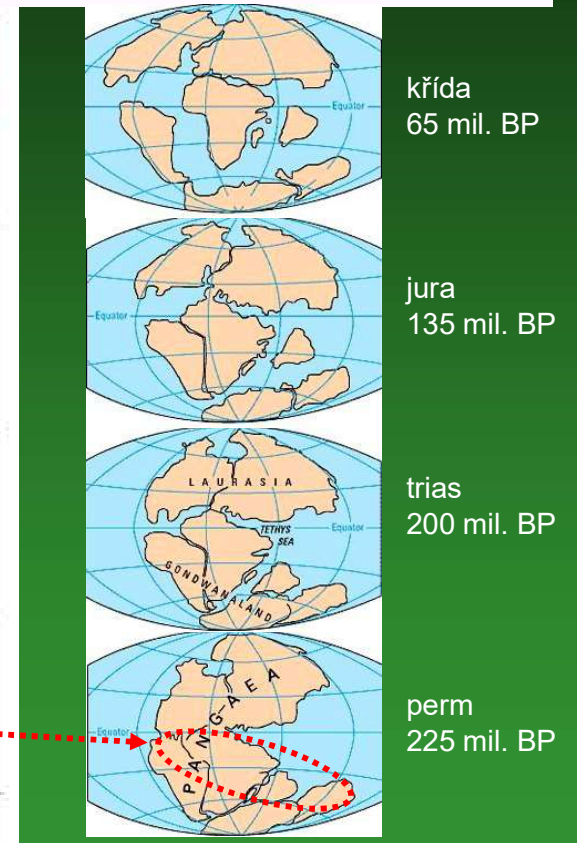 Equator
křída
65 mil. BP
Equator
jura
135 mil. BP
LAURASIA
TETHYS
SEA
Equator
GONDWANALAND
trias
200 mil. BP
PANGAEA
Equator
perm
225 mil. BP